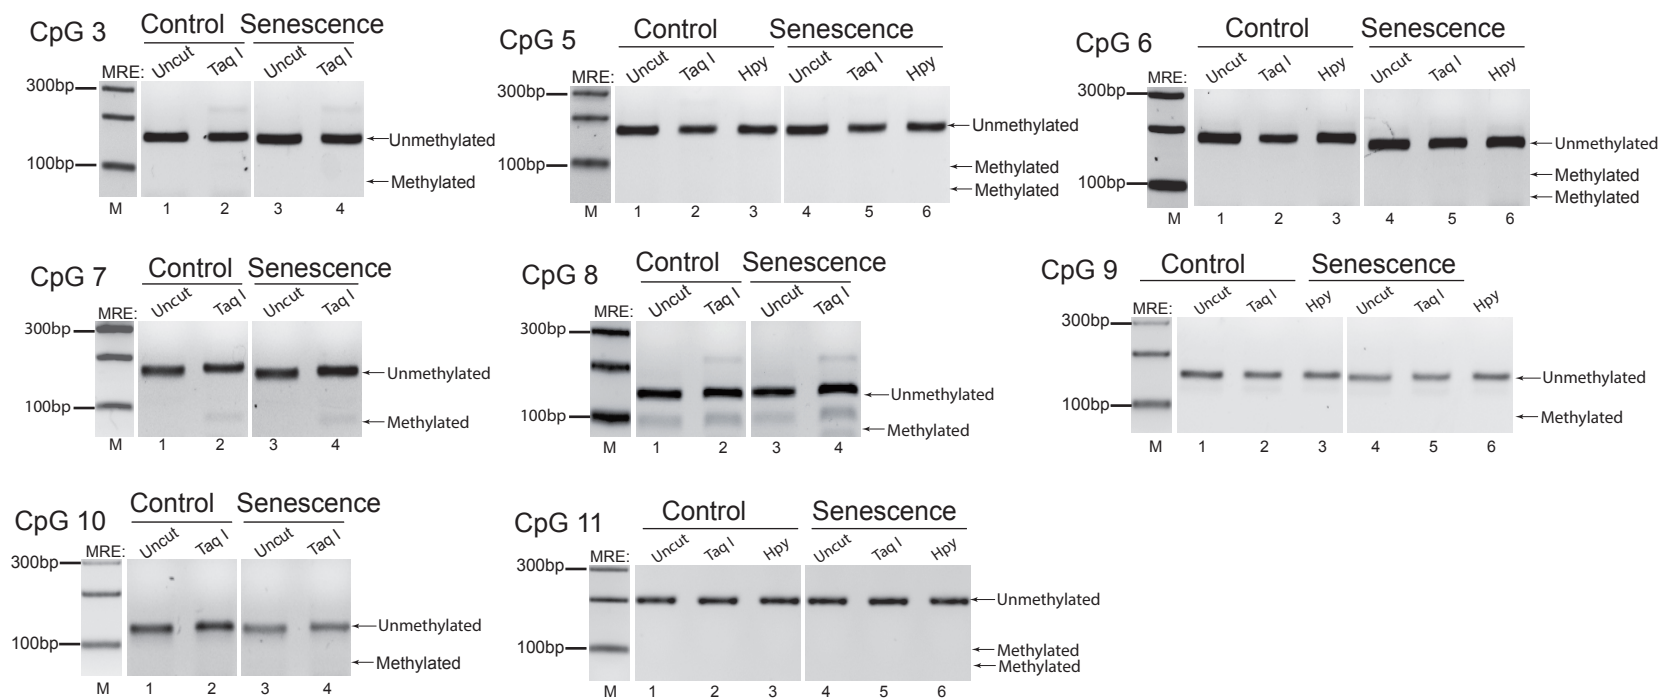 CpG 3
Control Senescence
MRE: Uncut Taq I Uncut Taq I
300bp
100bp
Unmethylated
Methylated
M 1 2 3 4
CpG 5
Control Senescence
MRE: Uncut Taq I Hpy Uncut Taq I Hpy
300bp
100bp
Unmethylated
Methylated
Methylated
M 1 2 3 4 5 6
CpG 6
Control Senescence
MRE: Uncut Taq I Hpy Uncut Taq I Hpy
300bp
100bp
Unmethylated
Methylated
Methylated
M 1 2 3 4 5 6
CpG 7
Control Senescence
MRE: Uncut Taq I Uncut Taq I
300bp
100bp
Unmethylated
Methylated
M 1 2 3 4
CpG 8
Control Senescence
MRE: Uncut Taq I Uncut Taq I
300bp
100bp
Unmethylated
Methylated
M 1 2 3 4
CpG 9
Control Senescence
MRE: Uncut Taq I Hpy Uncut Taq I Hpy
300bp
100bp
Unmethylated
Methylated
M 1 2 3 4 5 6
CpG 10
Control Senescence
MRE: Uncut Taq I Uncut Taq I
300bp
100bp
Unmethylated
Methylated
M 1 2 3 4
CpG 11
Control Senescence
MRE: Uncut Taq I Hpy Uncut Taq I Hpy
300bp
100bp
Unmethylated
Methylated
Methylated
M 1 2 3 4 5 6